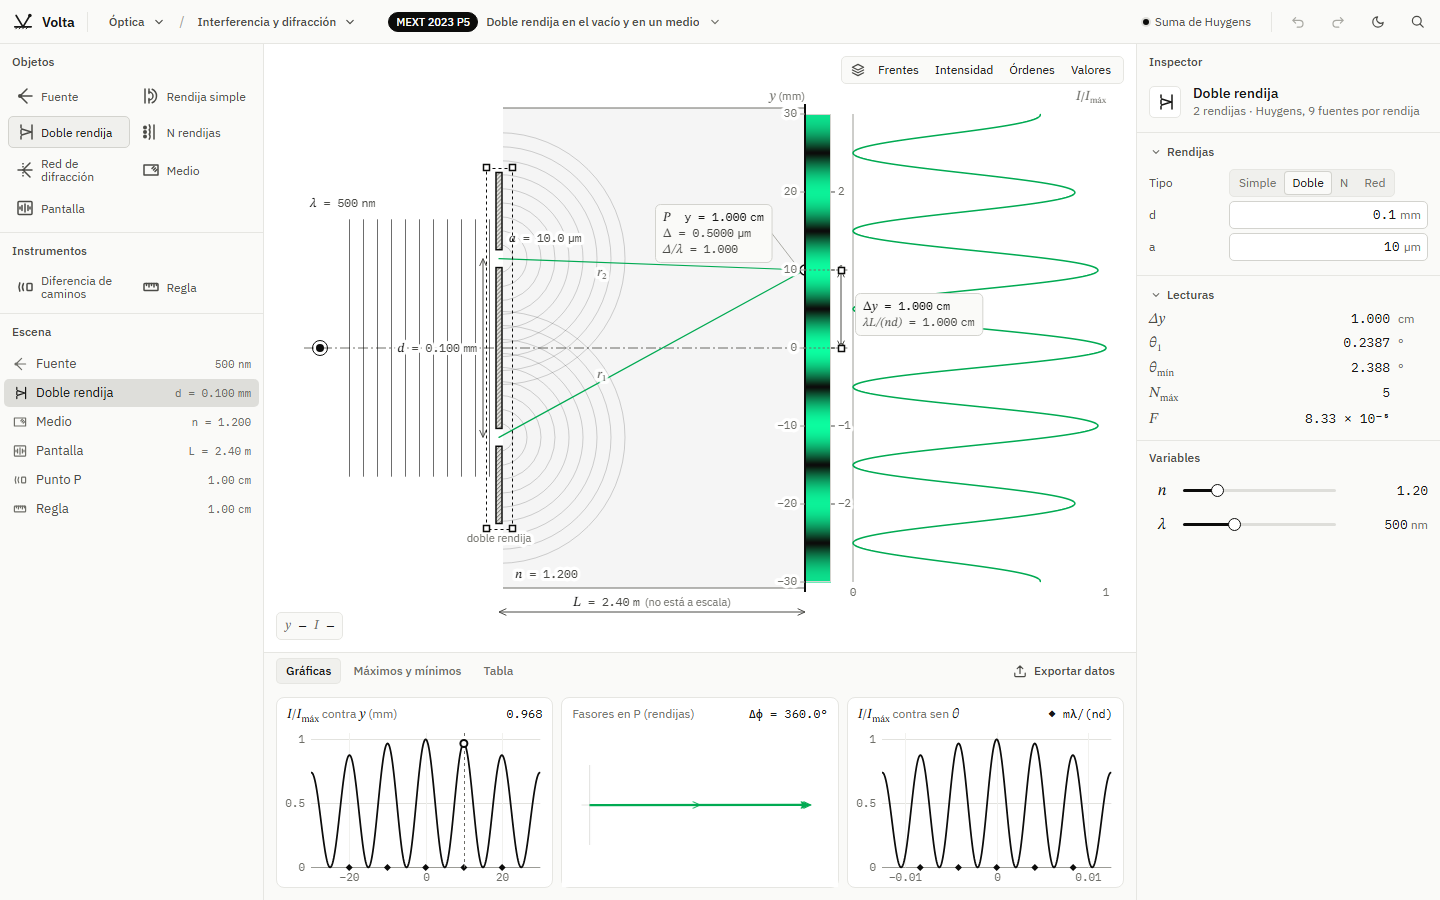 Volta
Óptica / Interferencia y difracción
MEXT 2023 P5 Doble rendija en el vacío y en un medio
Suma de Huygens
Objetos
Fuente
Rendija simple
Doble rendija
N rendijas
Red de
difracción
Medio
Pantalla
Instrumentos
Diferencia de
caminos
Regla
Escena
Fuente 500 nm
Doble rendija d = 0.100 mm
Medio n = 1.200
Pantalla L = 2.40 m
Punto P 1.00 cm
Regla 1.00 cm
Frentes Intensidad Órdenes Valores
y (mm)
I/Imáx
λ = 500 nm
a = 10.0 µm
d = 0.100 mm
P y = 1.000 cm
Δ = 0.5000 µm
Δ/λ = 1.000
r2
r1
30
20
10
0
−10
−20
−30
2
−1
−2
Δy = 1.000 cm
λL/(nd) = 1.000 cm
0 1
doble rendija
n = 1.200
L = 2.40 m (no está a escala)
y — I —
Gráficas Máximos y mínimos Tabla
Exportar datos
I/Imáx contra y (mm) 0.968
1
0.5
0
−20 0 20
Fasores en P (rendijas) Δϕ = 360.0°
I/Imáx contra sen θ ◆ mλ/(nd)
1
0.5
0
−0.01 0 0.01
Inspector
Doble rendija
2 rendijas · Huygens, 9 fuentes por rendija
Rendijas
Tipo Simple Doble N Red
d 0.1 mm
a 10 µm
Lecturas
Δy 1.000 cm
θ1 0.2387 °
θmín 2.388 °
Nmáx 5
F 8.33 × 10⁻⁵
Variables
n 1.20
λ 500 nm